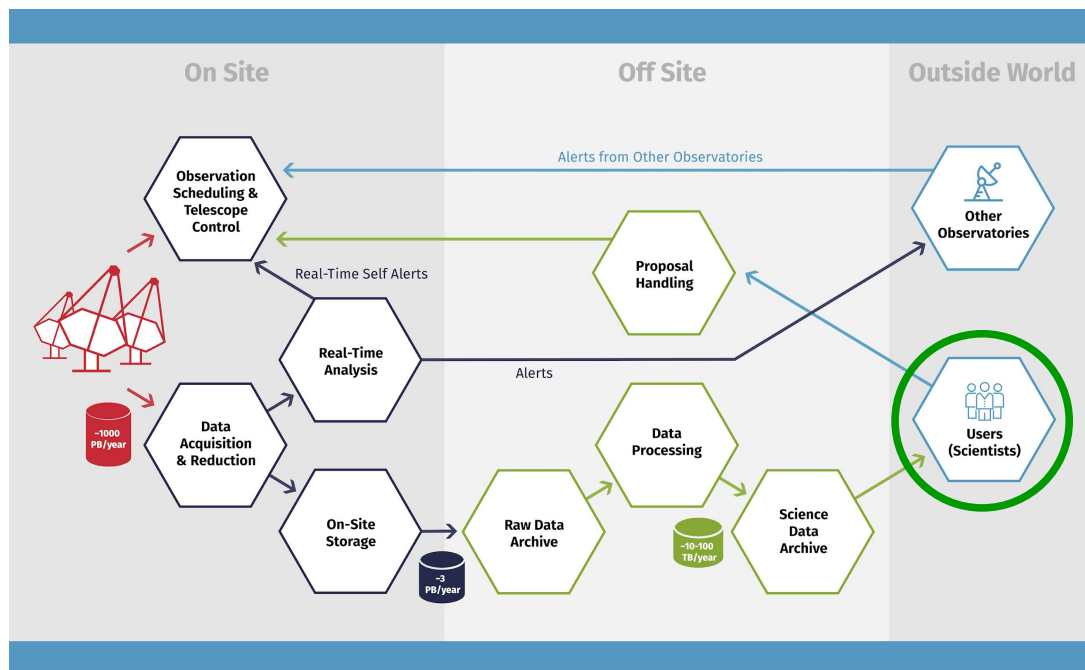 On Site
Off Site
Outside World
Observation
Scheduling &
Telescope
Control
Alerts from Other Observatories
Other
Observatories
Proposal
Handling
Real-Time Self Alerts
Real-Time
Analysis
Alerts
Users
(Scientists)
~1000
PB/year
Data
Acquisition
& Reduction
Data
Processing
On-Site
Storage
~3
PB/year
Raw Data
Archive
~10-100
TB/year
Science
Data
Archive